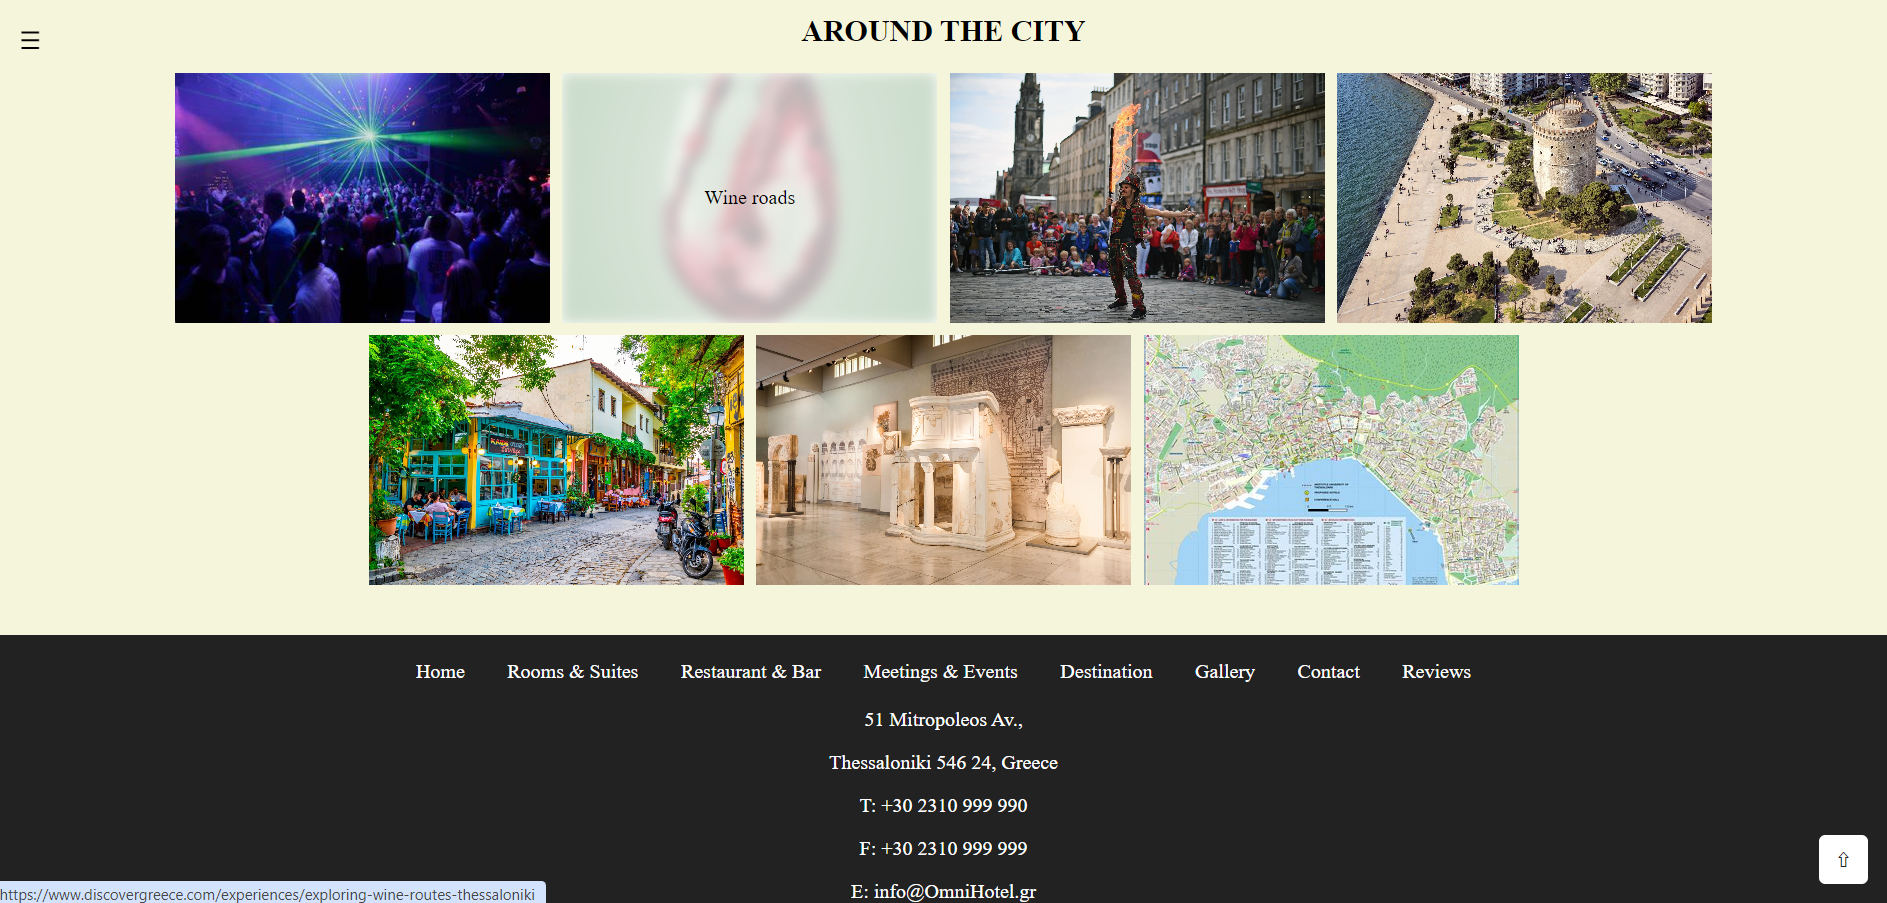 AROUND THE CITY
Wine roads
Home Rooms & Suites Restaurant & Bar Meetings & Events Destination Gallery Contact Reviews
51 Mitropoleos Av.,
Thessaloniki 546 24, Greece
T: +30 2310 999 990
F: +30 2310 999 999
E: info@OmniHotel.gr
https://www.discovergreece.com/experiences/exploring-wine-routes-thessaloniki